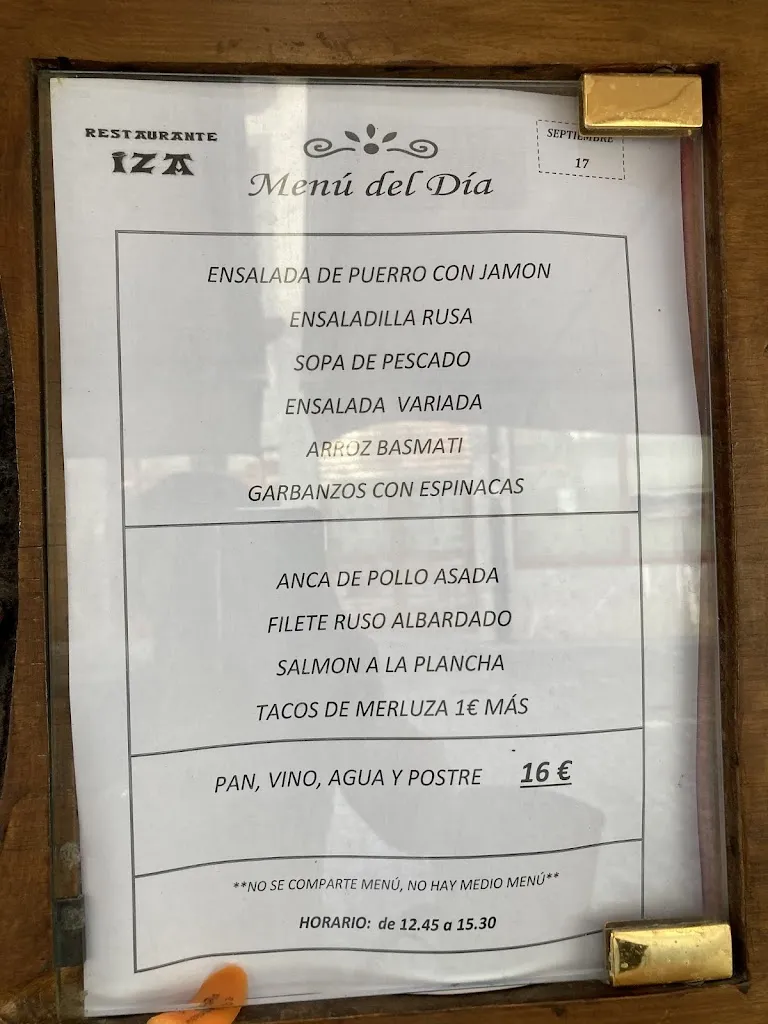 RESTAURANTE
IZA
SEPTIEMBRE
17
Menú del Día
ENSALADA DE PUERRO CON JAMON
ENSALADILLA RUSA
SOPA DE PESCADO
ENSALADA VARIADA
ARROZ BASMATI
GARBANZOS CON ESPINACAS
ANCA DE POLLO ASADA
FILETE RUSO ALBARDADO
SALMON A LA PLANCHA
TACOS DE MERLUZA 1€ MÁS
PAN, VINO, AGUA Y POSTRE 16 €
**NO SE COMPARTE MENÚ, NO HAY MEDIO MENÚ**
HORARIO: de 12.45 a 15.30